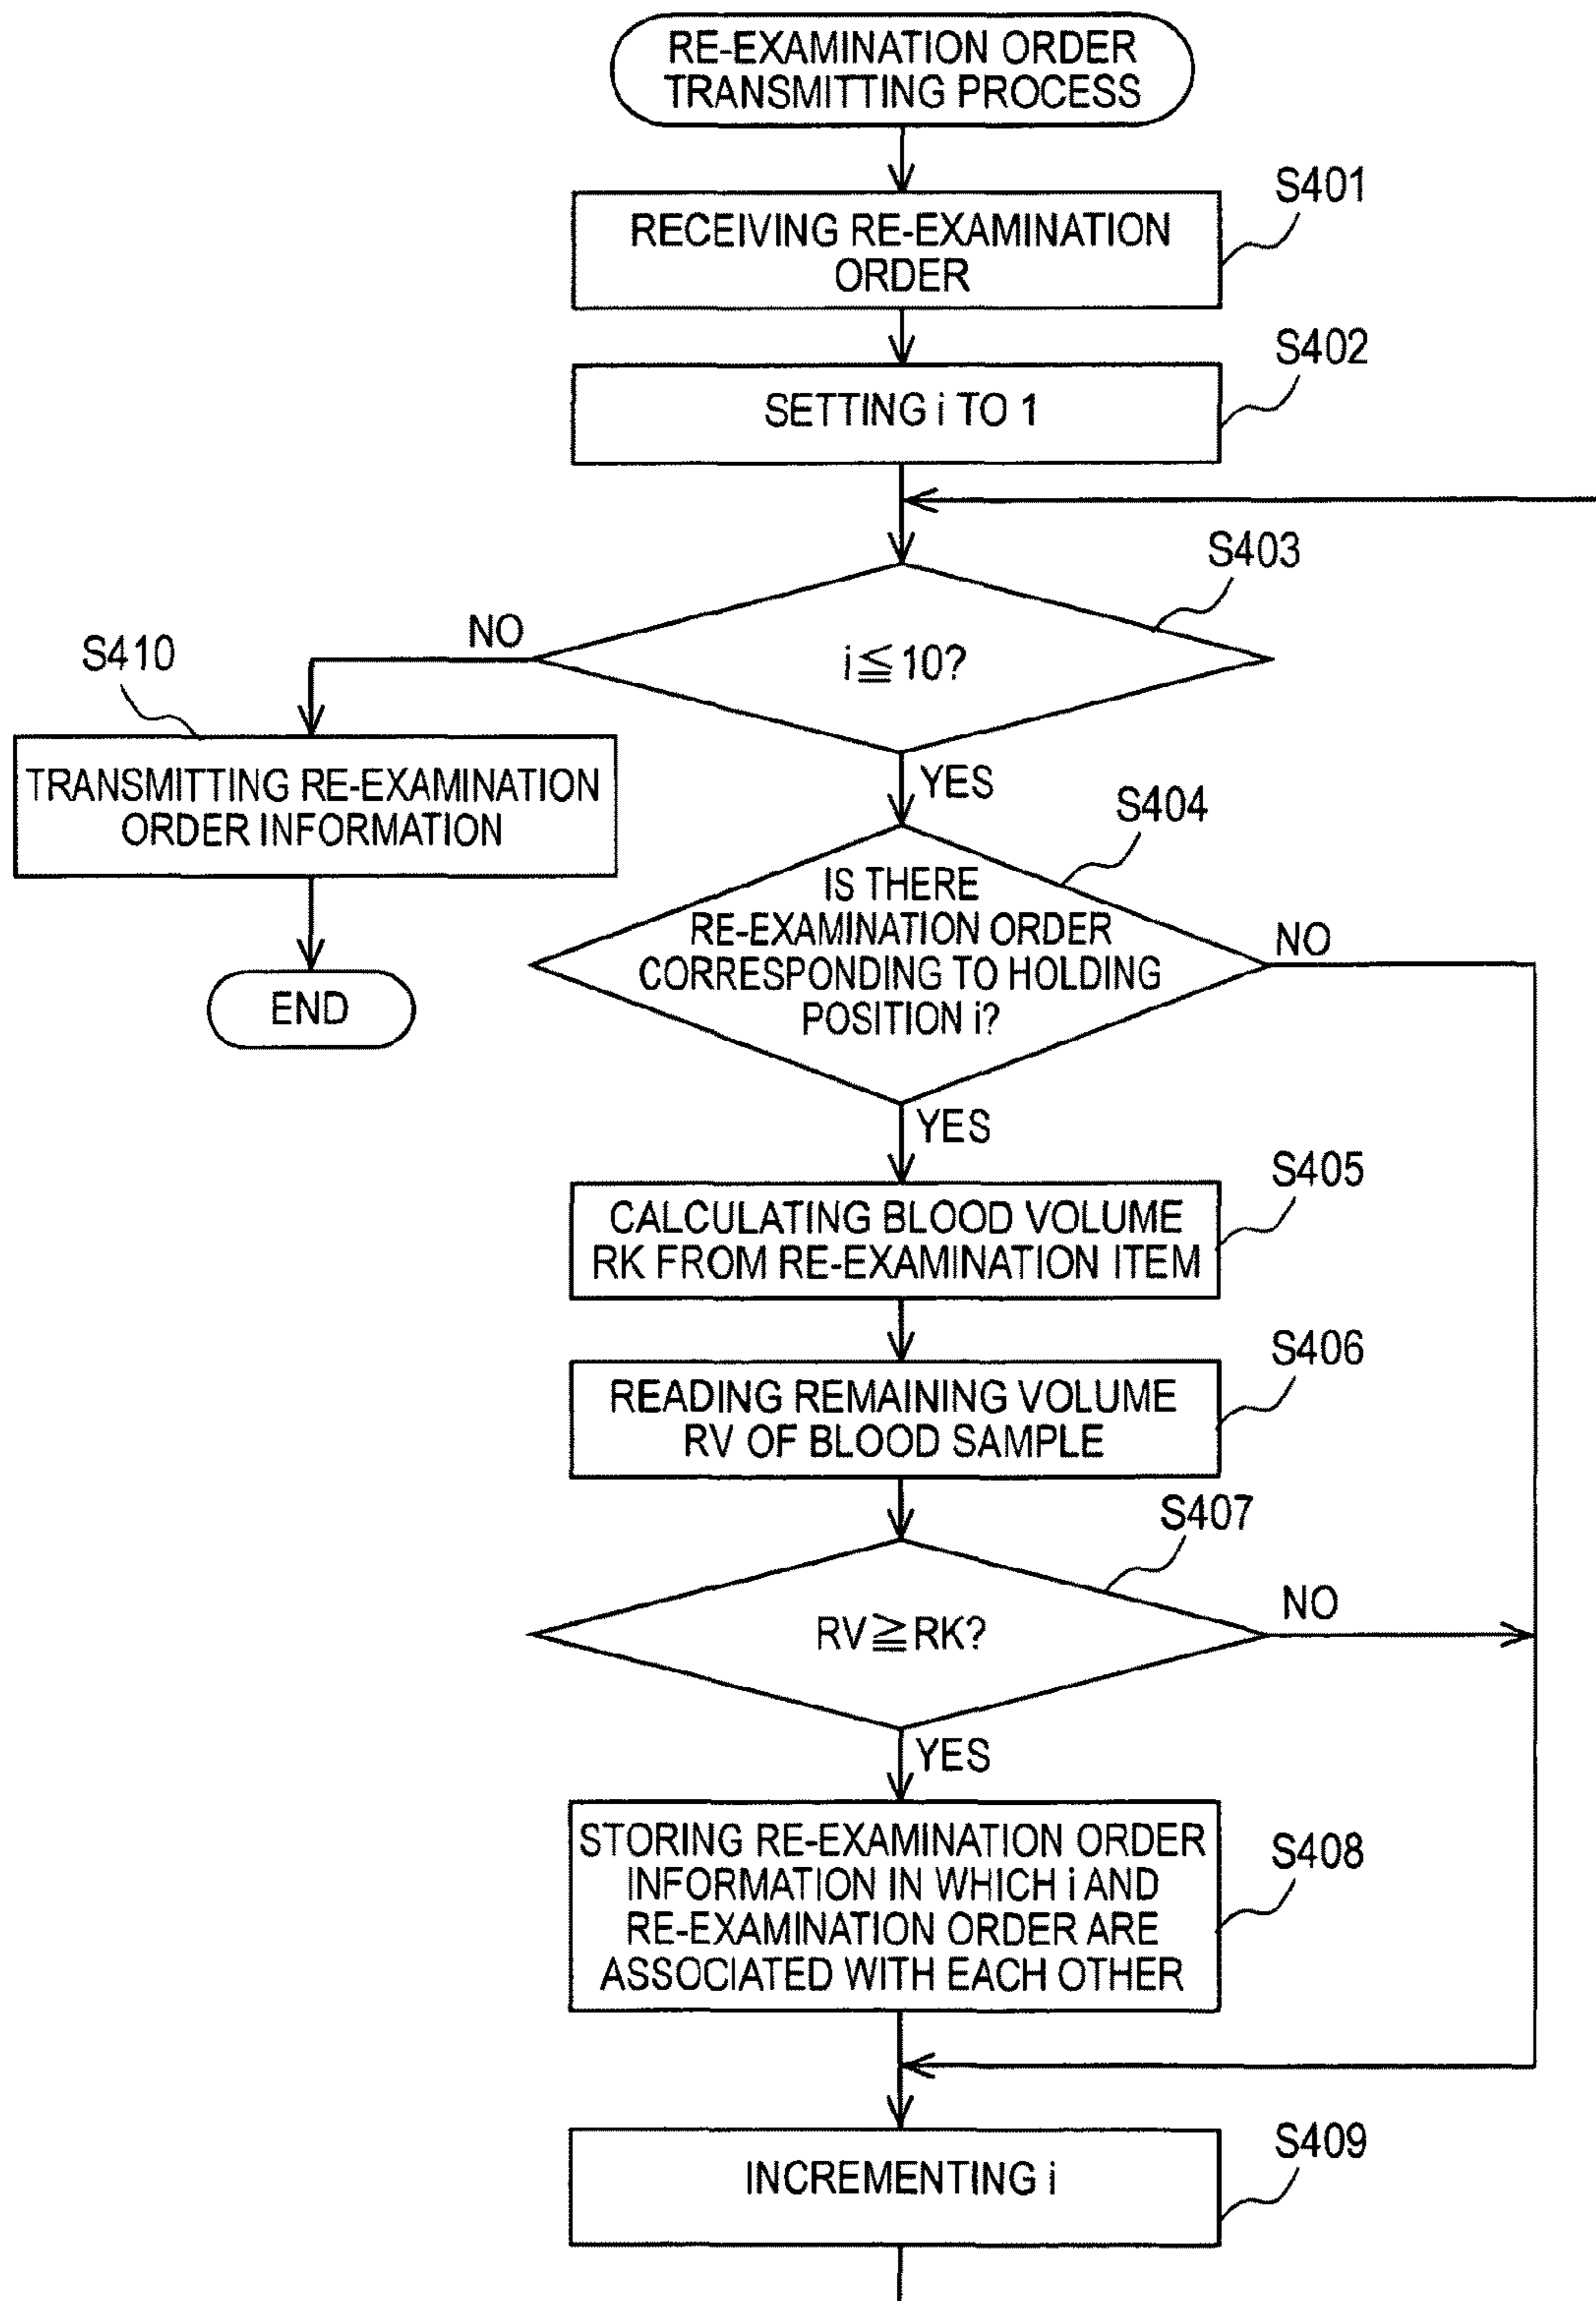 RE-EXAMINATION ORDER
TRANSMITTING PROCESS
S401
RECEIVING RE-EXAMINATION
ORDER
S402
SETTING i TO 1
S403
i≦10?
NO
YES
S410
TRANSMITTING RE-EXAMINATION
ORDER INFORMATION
END
S404
IS THERE
RE-EXAMINATION ORDER
CORRESPONDING TO HOLDING
POSITION i?
NO
YES
S405
CALCULATING BLOOD VOLUME
RK FROM RE-EXAMINATION ITEM
S406
READING REMAINING VOLUME
RV OF BLOOD SAMPLE
S407
RV≧RK?
NO
YES
S408
STORING RE-EXAMINATION ORDER
INFORMATION IN WHICH i AND
RE-EXAMINATION ORDER ARE
ASSOCIATED WITH EACH OTHER
S409
INCREMENTING i